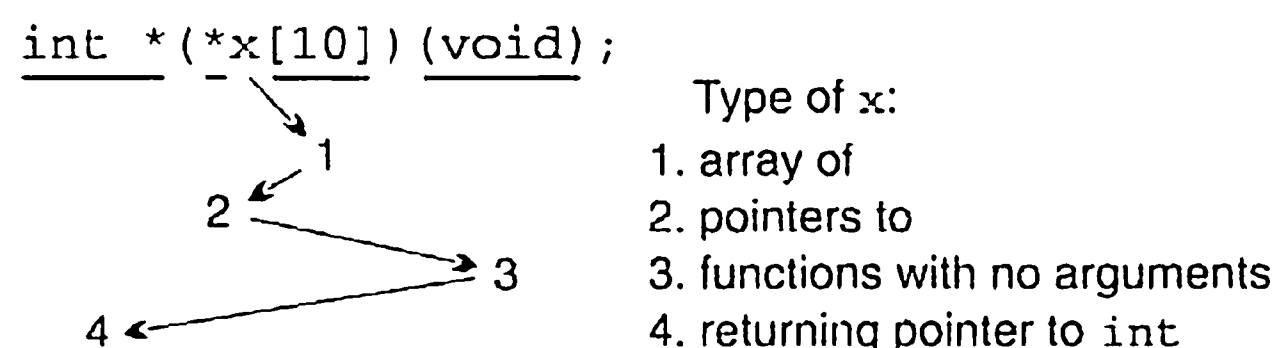 int *(*x[10])(void);
Type of x:
1
1. array of
2
2. pointers to
3
3. functions with no arguments
4
4. returning pointer to int